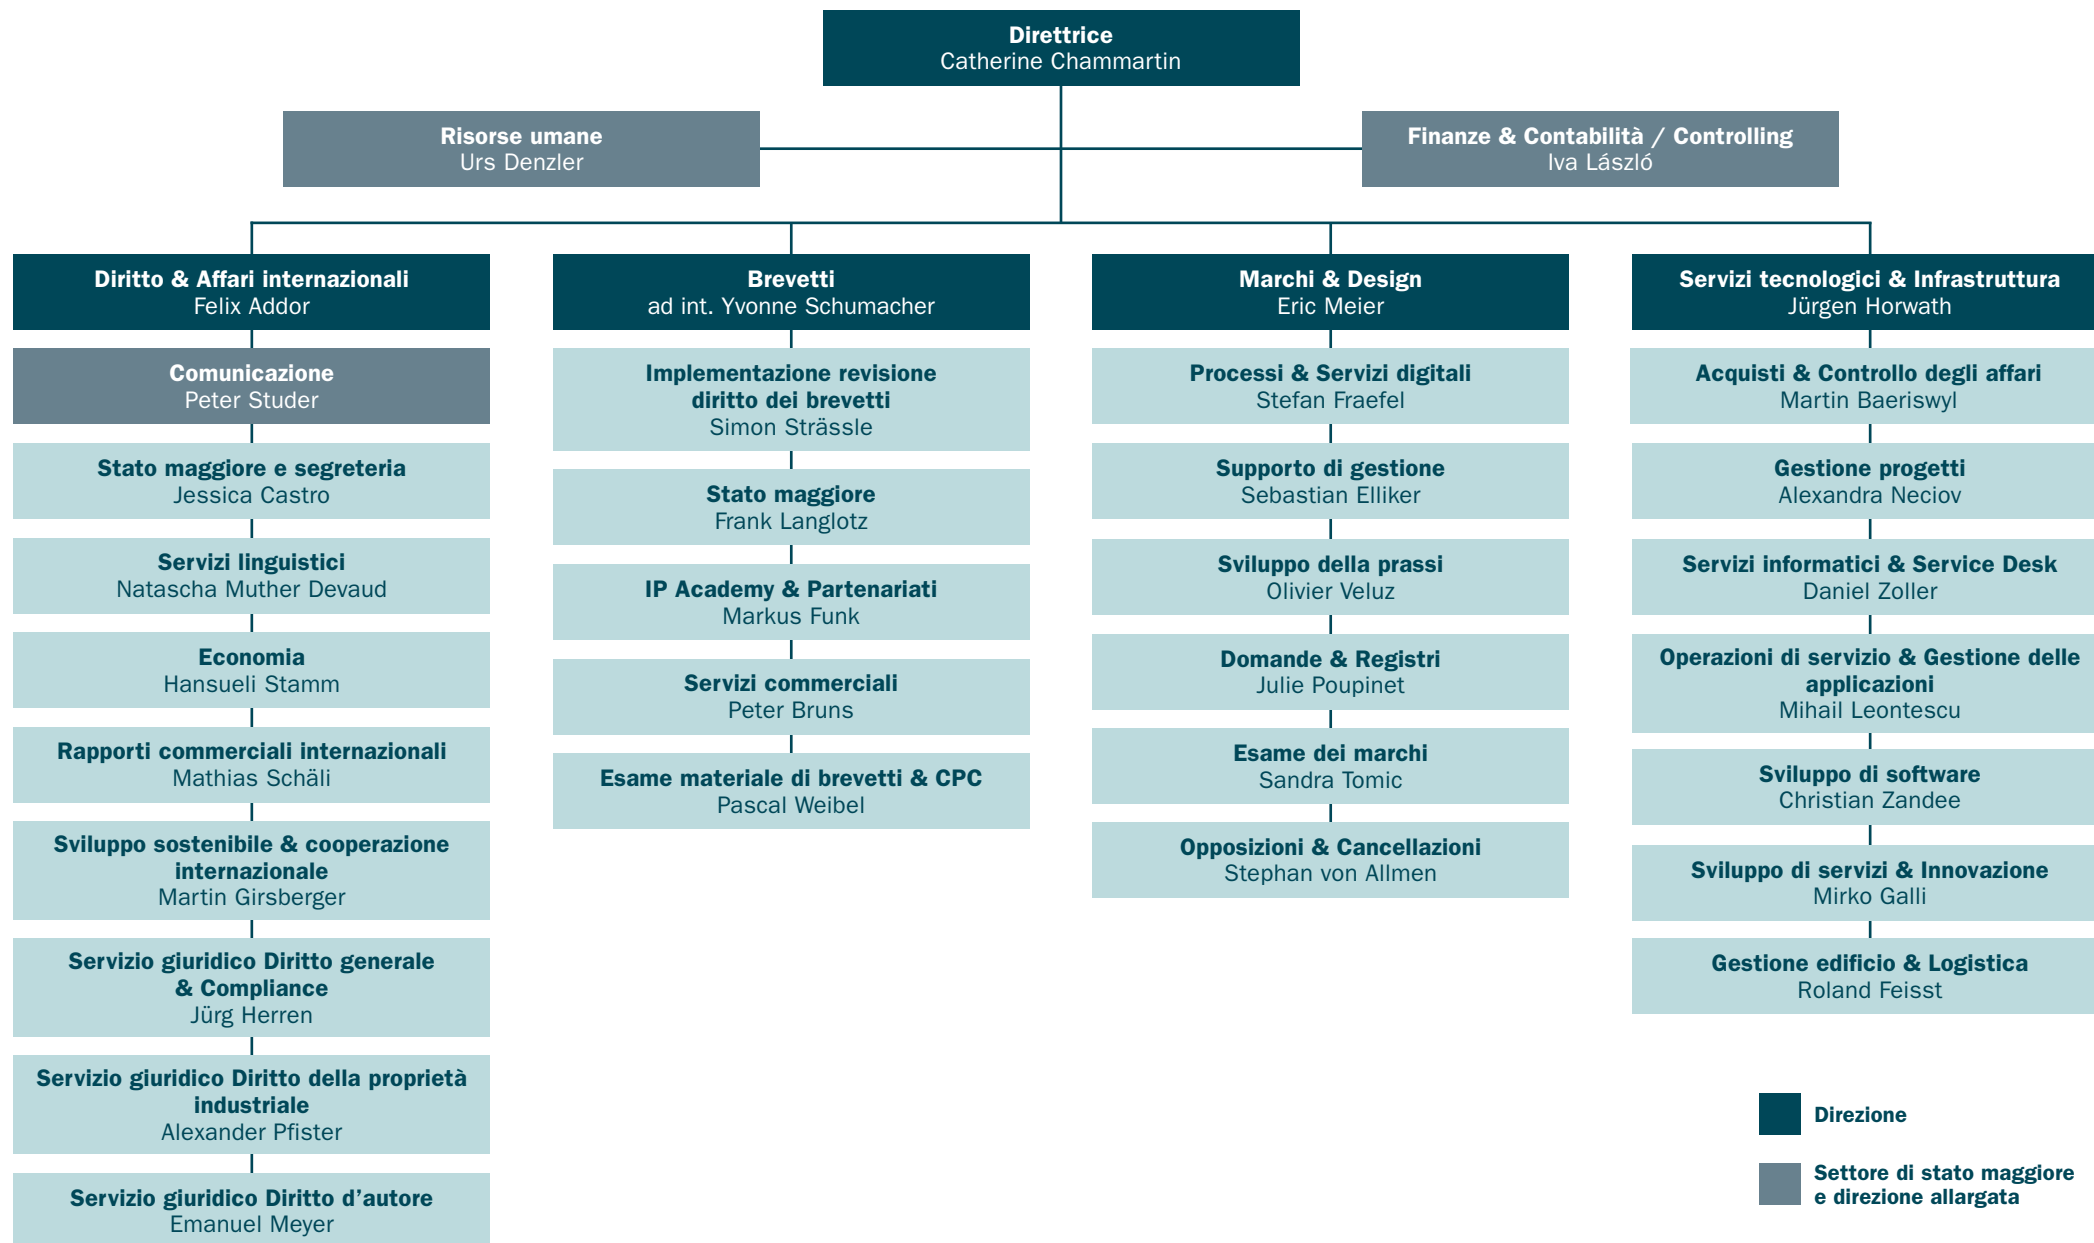 Direttrice
Catherine Chammartin
Risorse umane
Urs Denzler
Finanze & Contabilità / Controlling
Iva László
Diritto & Affari internazionali
Felix Addor
Comunicazione
Peter Studer
Stato maggiore e segreteria
Jessica Castro
Servizi linguistici
Natascha Muther Devaud
Economia
Hansueli Stamm
Rapporti commerciali internazionali
Mathias Schäli
Sviluppo sostenibile & cooperazione
internazionale
Martin Girsberger
Servizio giuridico Diritto generale
& Compliance
Jürg Herren
Servizio giuridico Diritto della proprietà
industriale
Alexander Pfister
Servizio giuridico Diritto d’autore
Emanuel Meyer
Brevetti
ad int. Yvonne Schumacher
Implementazione revisione
diritto dei brevetti
Simon Strässle
Stato maggiore
Frank Langlotz
IP Academy & Partenariati
Markus Funk
Servizi commerciali
Peter Bruns
Esame materiale di brevetti & CPC
Pascal Weibel
Marchi & Design
Eric Meier
Processi & Servizi digitali
Stefan Fraefel
Supporto di gestione
Sebastian Elliker
Sviluppo della prassi
Olivier Veluz
Domande & Registri
Julie Poupinet
Esame dei marchi
Sandra Tomic
Opposizioni & Cancellazioni
Stephan von Allmen
Servizi tecnologici & Infrastruttura
Jürgen Horwath
Acquisti & Controllo degli affari
Martin Baeriswyl
Gestione progetti
Alexandra Neciov
Servizi informatici & Service Desk
Daniel Zoller
Operazioni di servizio & Gestione delle
applicazioni
Mihail Leontescu
Sviluppo di software
Christian Zandee
Sviluppo di servizi & Innovazione
Mirko Galli
Gestione edificio & Logistica
Roland Feisst
Direzione
Settore di stato maggiore
e direzione allargata